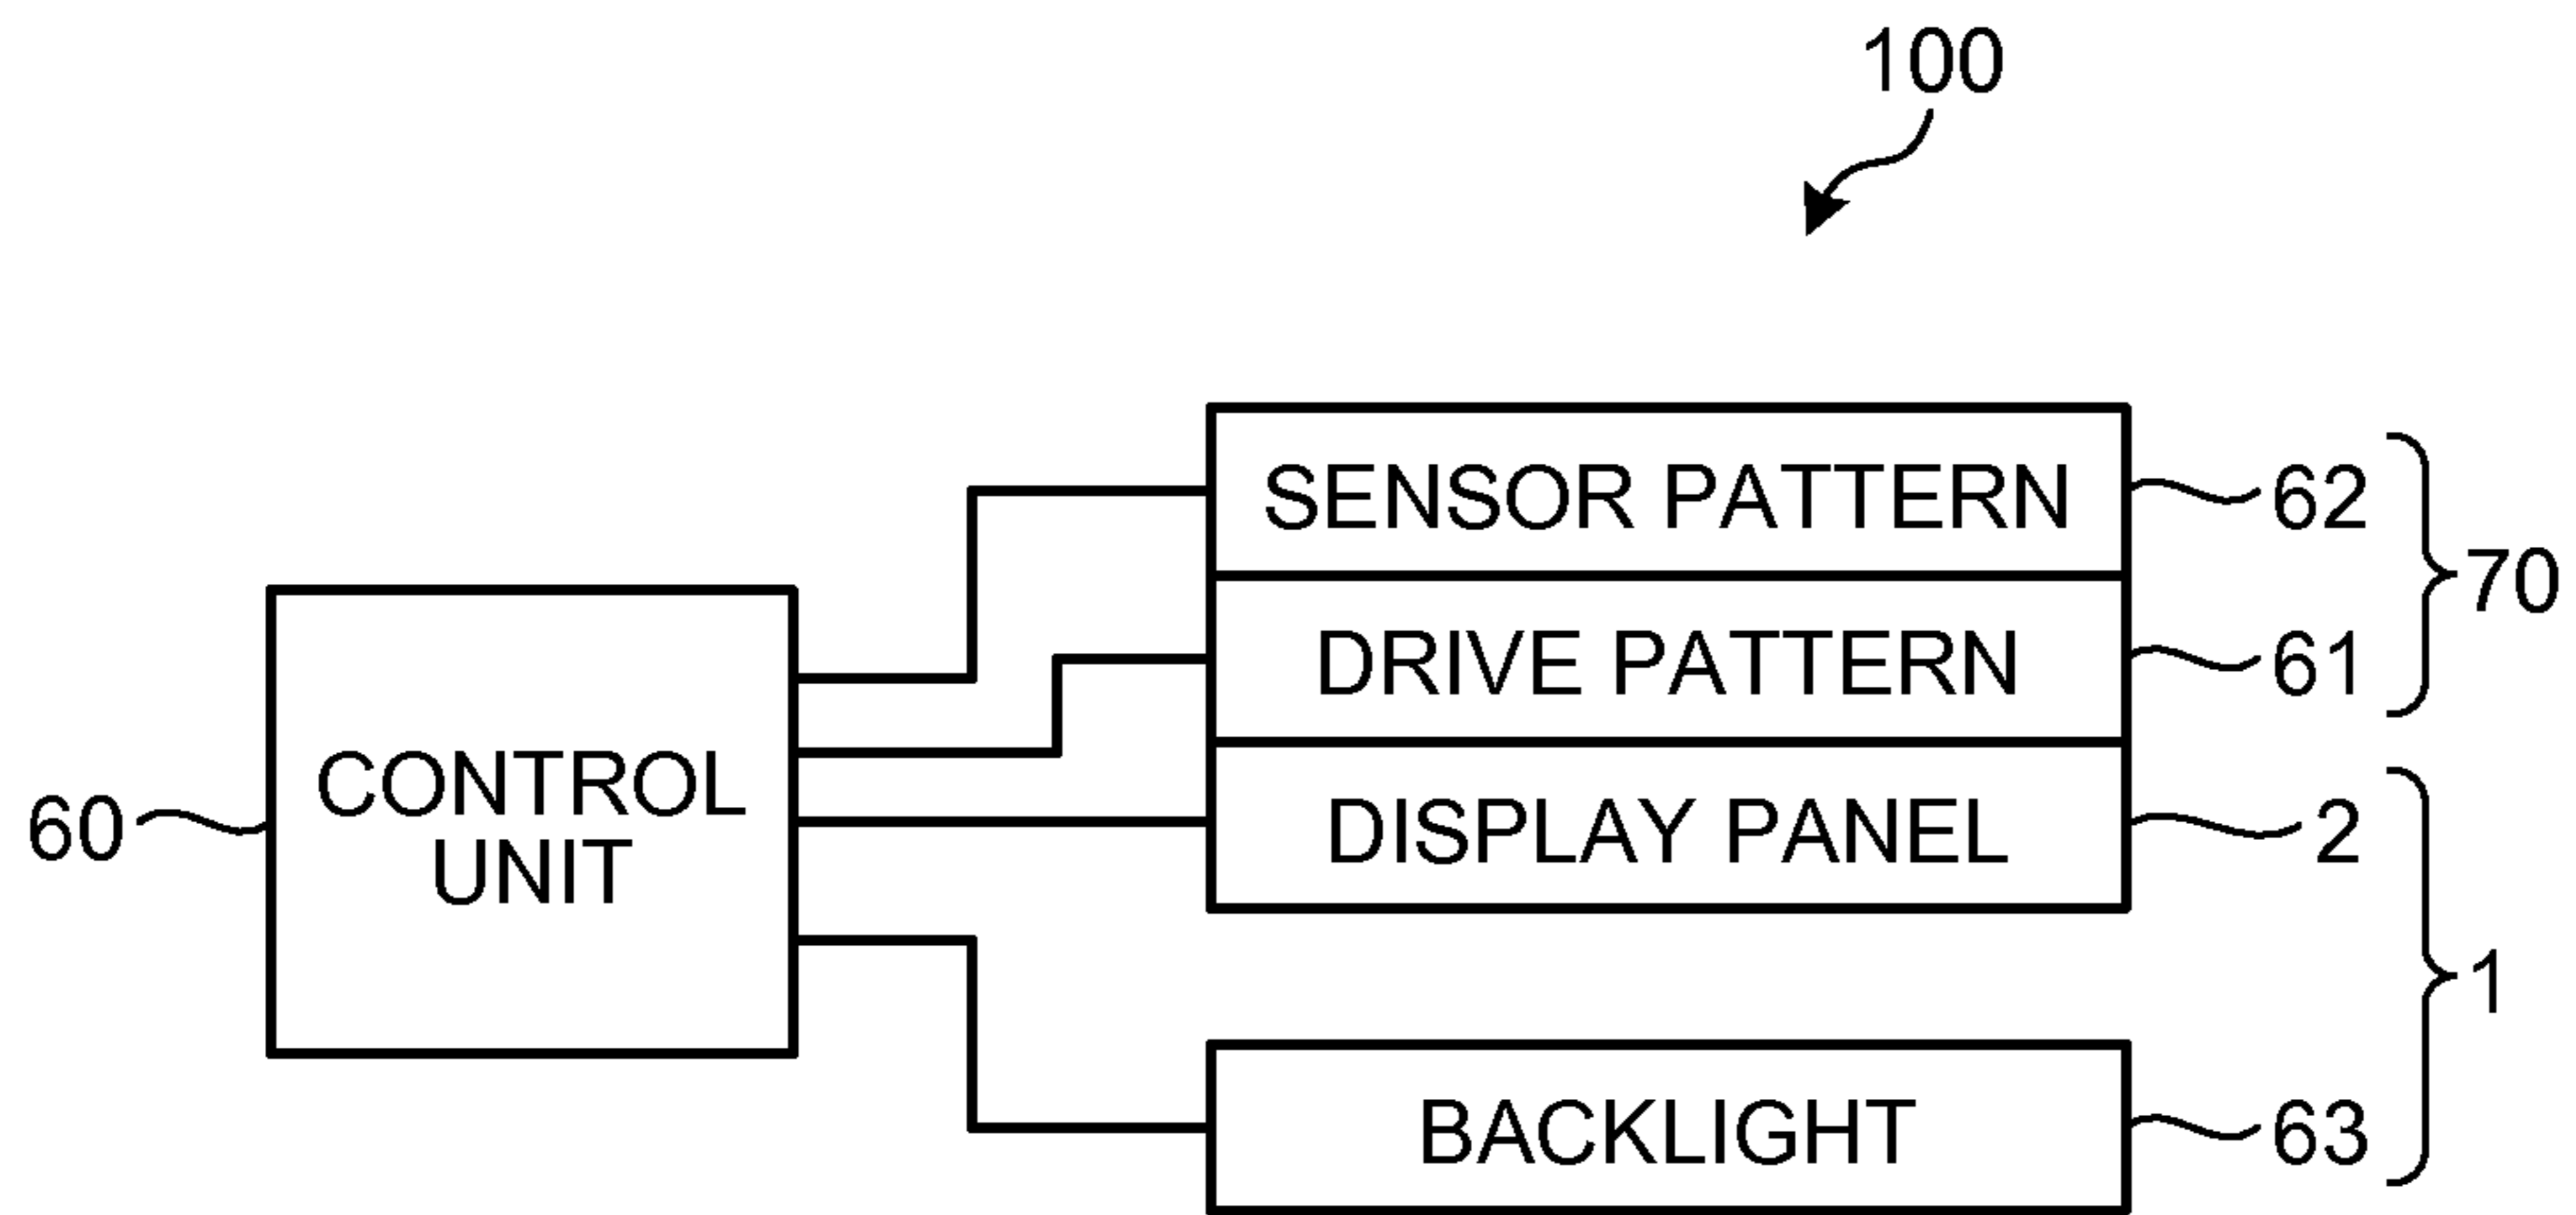 100
SENSOR PATTERN
62
70
DRIVE PATTERN
61
CONTROL
UNIT
60
DISPLAY PANEL
2
1
BACKLIGHT
63